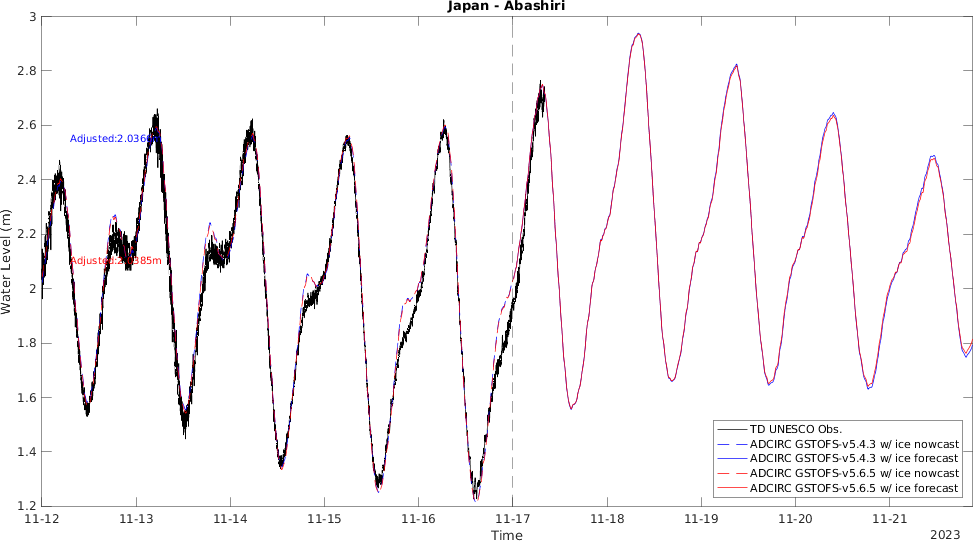 Japan - Abashiri
3
2.8
2.6
2.4
2.2
2
1.8
1.6
1.4
1.2
Water Level (m)
Adjusted:2.036
Adjusted:2.0385m
TD UNESCO Obs.
ADCIRC GSTOFS-v5.4.3 w/ ice nowcast
ADCIRC GSTOFS-v5.4.3 w/ ice forecast
ADCIRC GSTOFS-v5.6.5 w/ ice nowcast
ADCIRC GSTOFS-v5.6.5 w/ ice forecast
11-12 11-13 11-14 11-15 11-16 11-17 11-18 11-19 11-20 11-21
Time
2023